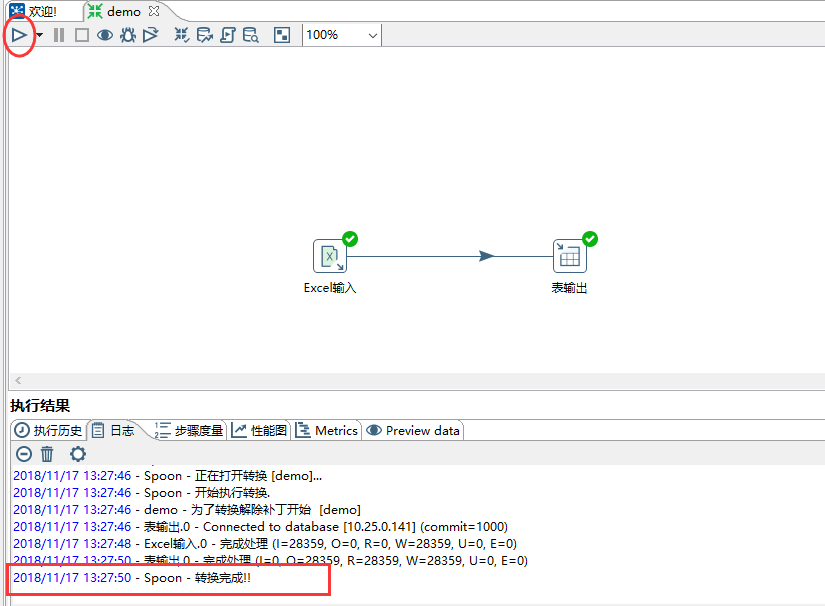 欢迎!
demo
100%
Excel输入
表输出
执行结果
执行历史
日志
步骤度量
性能图
Metrics
Preview data
2018/11/17 13:27:46 - Spoon - 正在打开转换 [demo]...
2018/11/17 13:27:46 - Spoon - 开始执行转换.
2018/11/17 13:27:46 - demo - 为了转换解除补丁开始  [demo]
2018/11/17 13:27:46 - 表输出.0 - Connected to database [10.25.0.141] (commit=1000)
2018/11/17 13:27:48 - Excel输入.0 - 完成处理 (I=28359, O=0, R=0, W=28359, U=0, E=0)
2018/11/17 13:27:50 - 表输出.0 - 完成处理 (I=0, O=28359, R=28359, W=28359, U=0, E=0)
2018/11/17 13:27:50 - Spoon - 转换完成!!